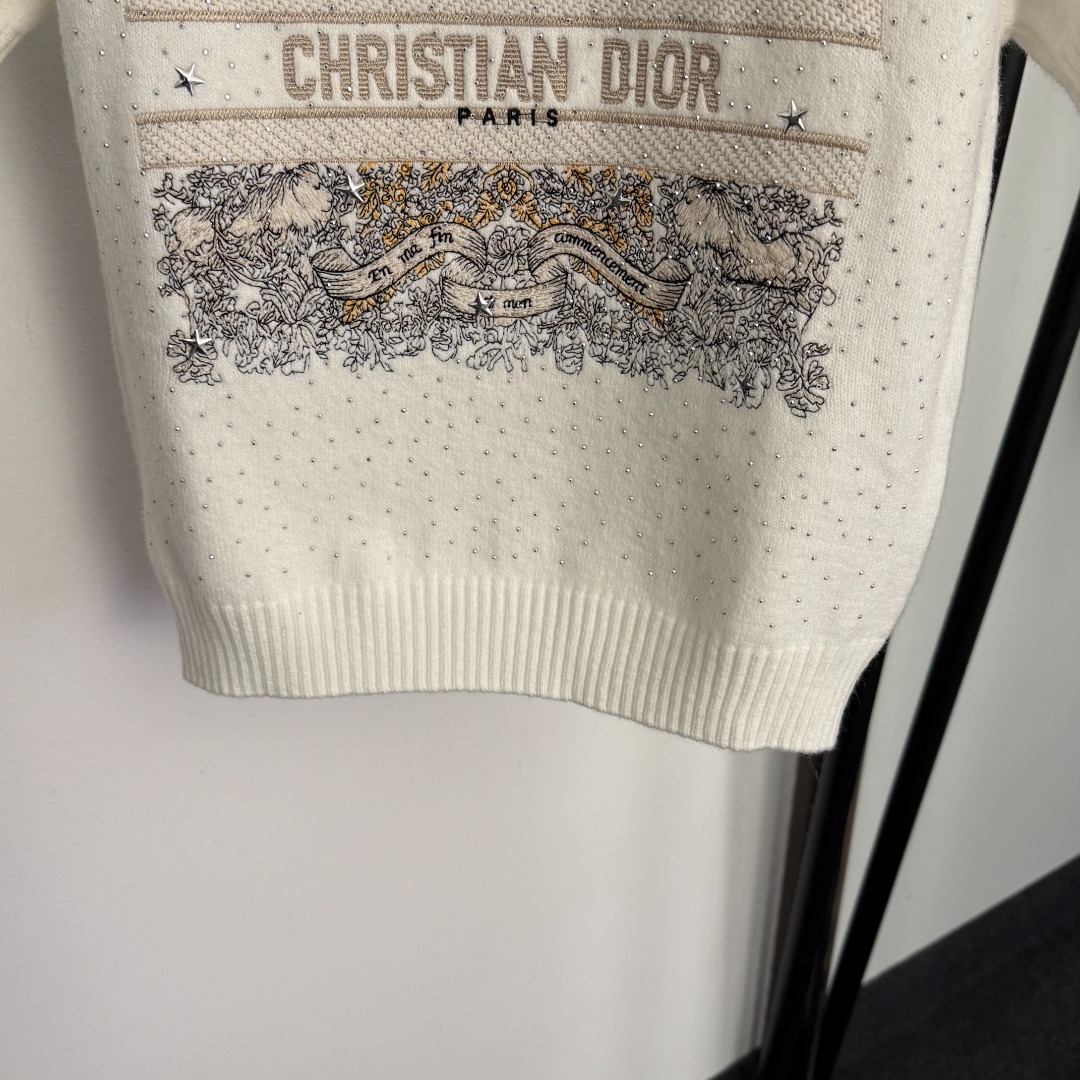 CHRISTIAN DIOR
PARIS
En ma fin
mon
commencement